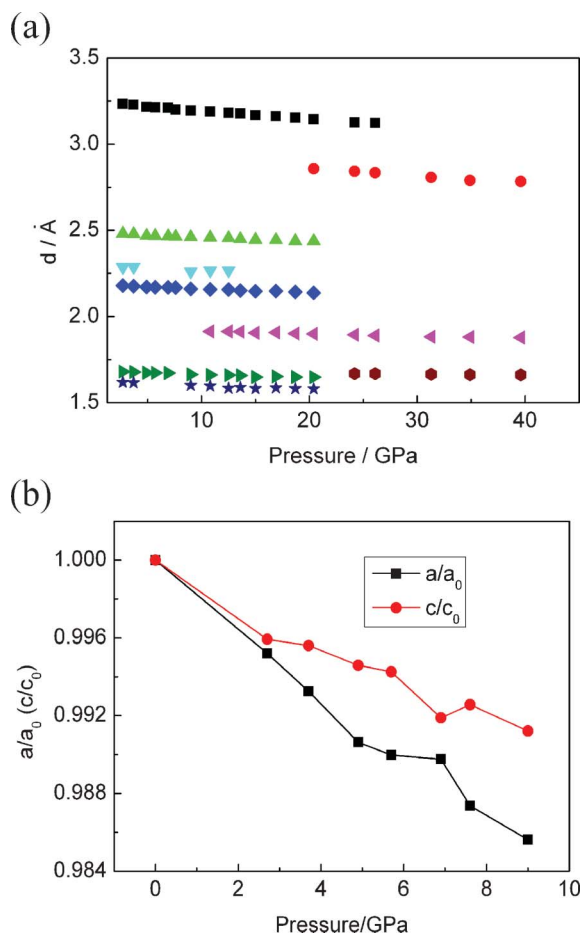 (a)
3.5
3.0
2.5
2.0
1.5
d / Å
10
20
30
40
Pressure / GPa
(b)
1.000
0.996
0.992
0.988
0.984
a/a₀ (c/c₀)
a/a₀
c/c₀
0
2
4
6
8
10
Pressure/GPa